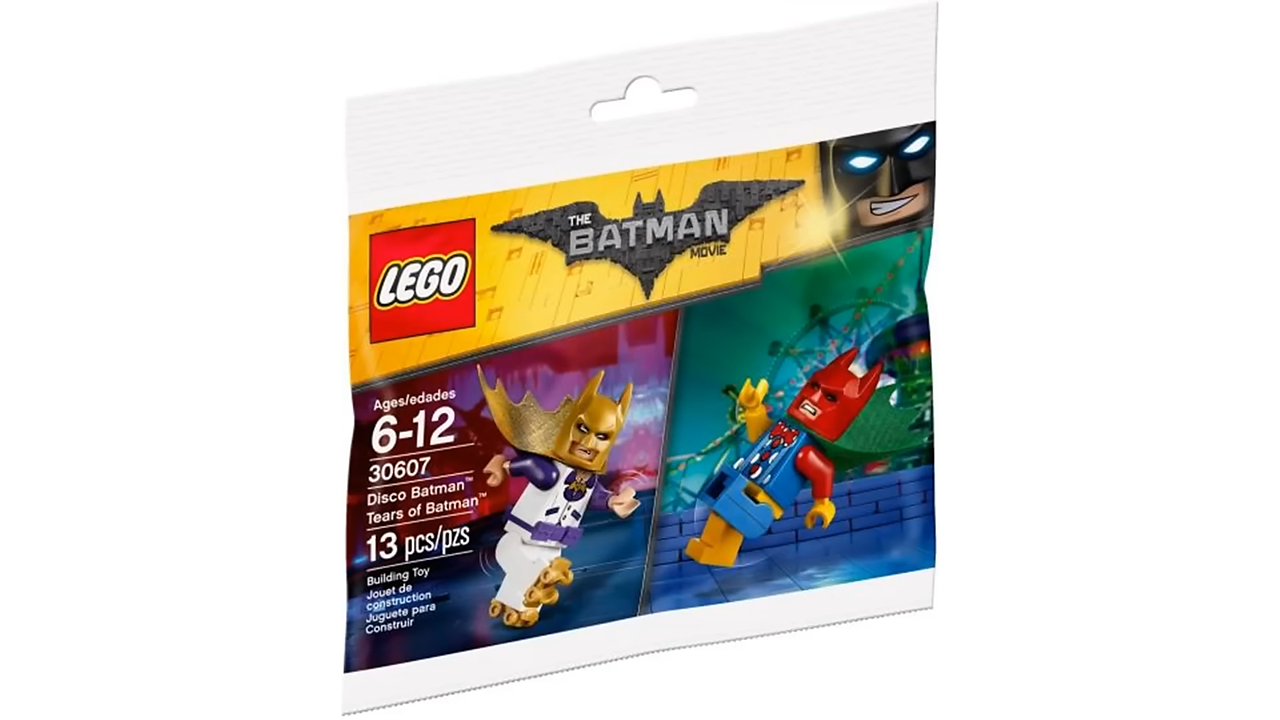 THE
BATMAN
MOVIE
LEGO
Ages/edades
6-12
30607
Disco Batman™
Tears of Batman™
13 pcs/pzs
Building Toy
Jouet de
construction
Juguete para
Construir